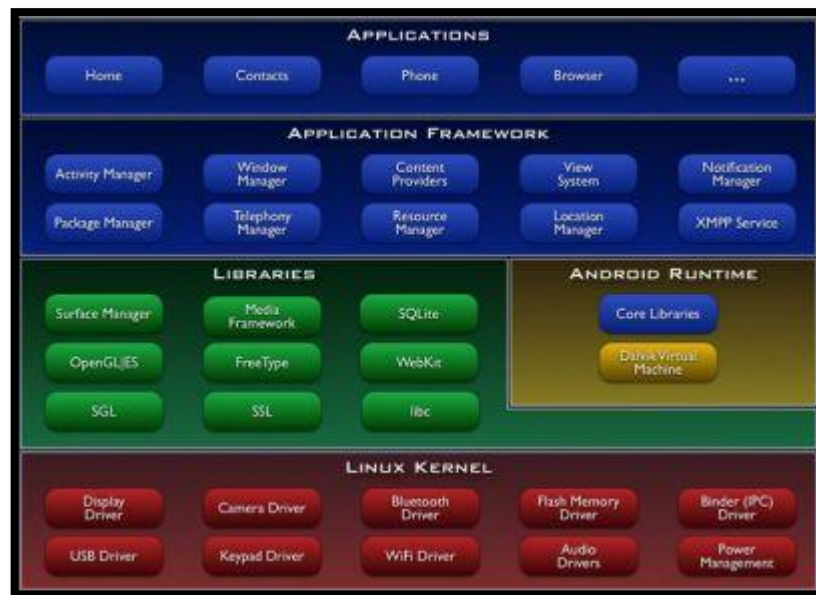 APPLICATIONS
Home
Contacts
Phone
Browser
...
APPLICATION FRAMEWORK
Activity Manager
Window
Manager
Content
Providers
View
System
Notification
Manager
Package Manager
Telephony
Manager
Resource
Manager
Location
Manager
XMPP Service
LIBRARIES
Surface Manager
Media
Framework
SQLite
OpenGL|ES
FreeType
WebKit
SGL
SSL
libc
ANDROID RUNTIME
Core Libraries
Dalvik Virtual
Machine
LINUX KERNEL
Display
Driver
Camera Driver
Bluetooth
Driver
Flash Memory
Driver
Binder (IPC)
Driver
USB Driver
Keypad Driver
WiFi Driver
Audio
Drivers
Power
Management